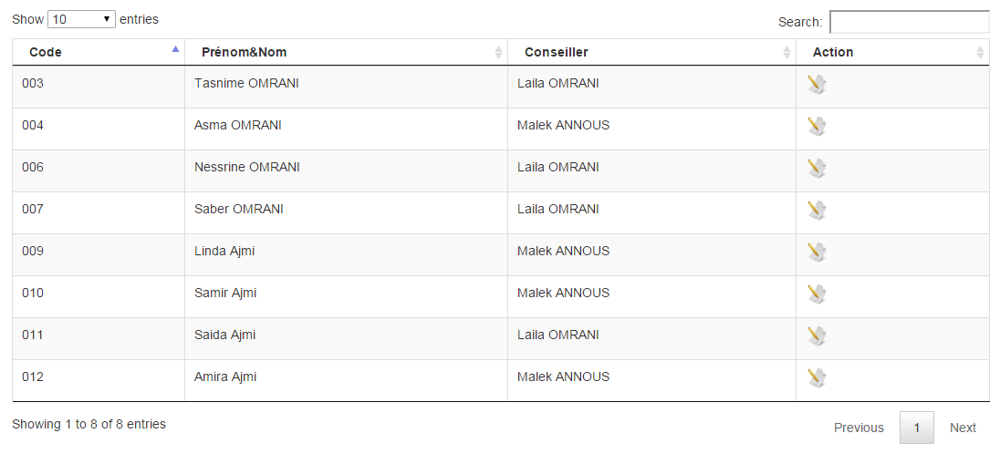 Show 10 entries Search:
Code Prénom&Nom Conseiller Action
003 Tasnime OMRANI Laila OMRANI
004 Asma OMRANI Malek ANNOUS
006 Nessrine OMRANI Laila OMRANI
007 Saber OMRANI Laila OMRANI
009 Linda Ajmi Malek ANNOUS
010 Samir Ajmi Malek ANNOUS
011 Saida Ajmi Laila OMRANI
012 Amira Ajmi Malek ANNOUS
Showing 1 to 8 of 8 entries Previous 1 Next